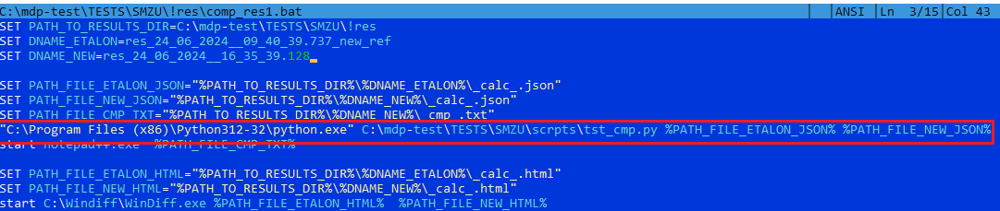 C:\mdp-test\TESTS\SMZU\!res\comp_res1.bat ANSI Ln 3/15 Col 43
SET PATH_TO_RESULTS_DIR=C:\mdp-test\TESTS\SMZU\!res
SET DNAME_ETALON=res_24_06_2024__09_40_39.737_new_ref
SET DNAME_NEW=res_24_06_2024__16_35_39.128
SET PATH_FILE_ETALON_JSON="%PATH_TO_RESULTS_DIR%\%DNAME_ETALON%\_calc_.json"
SET PATH_FILE_NEW_JSON="%PATH_TO_RESULTS_DIR%\%DNAME_NEW%\_calc_.json"
SET PATH_FILE_CMP_TXT="%PATH_TO_RESULTS_DIR%\%DNAME_NEW%\_cmp_.txt"
"C:\Program Files (x86)\Python312-32\python.exe" C:\mdp-test\TESTS\SMZU\scrpts\tst_cmp.py %PATH_FILE_ETALON_JSON% %PATH_FILE_NEW_JSON%
start notepad++.exe %PATH_FILE_CMP_TXT%
SET PATH_FILE_ETALON_HTML="%PATH_TO_RESULTS_DIR%\%DNAME_ETALON%\_calc_.html"
SET PATH_FILE_NEW_HTML="%PATH_TO_RESULTS_DIR%\%DNAME_NEW%\_calc_.html"
start C:\Windiff\WinDiff.exe %PATH_FILE_ETALON_HTML% %PATH_FILE_NEW_HTML%